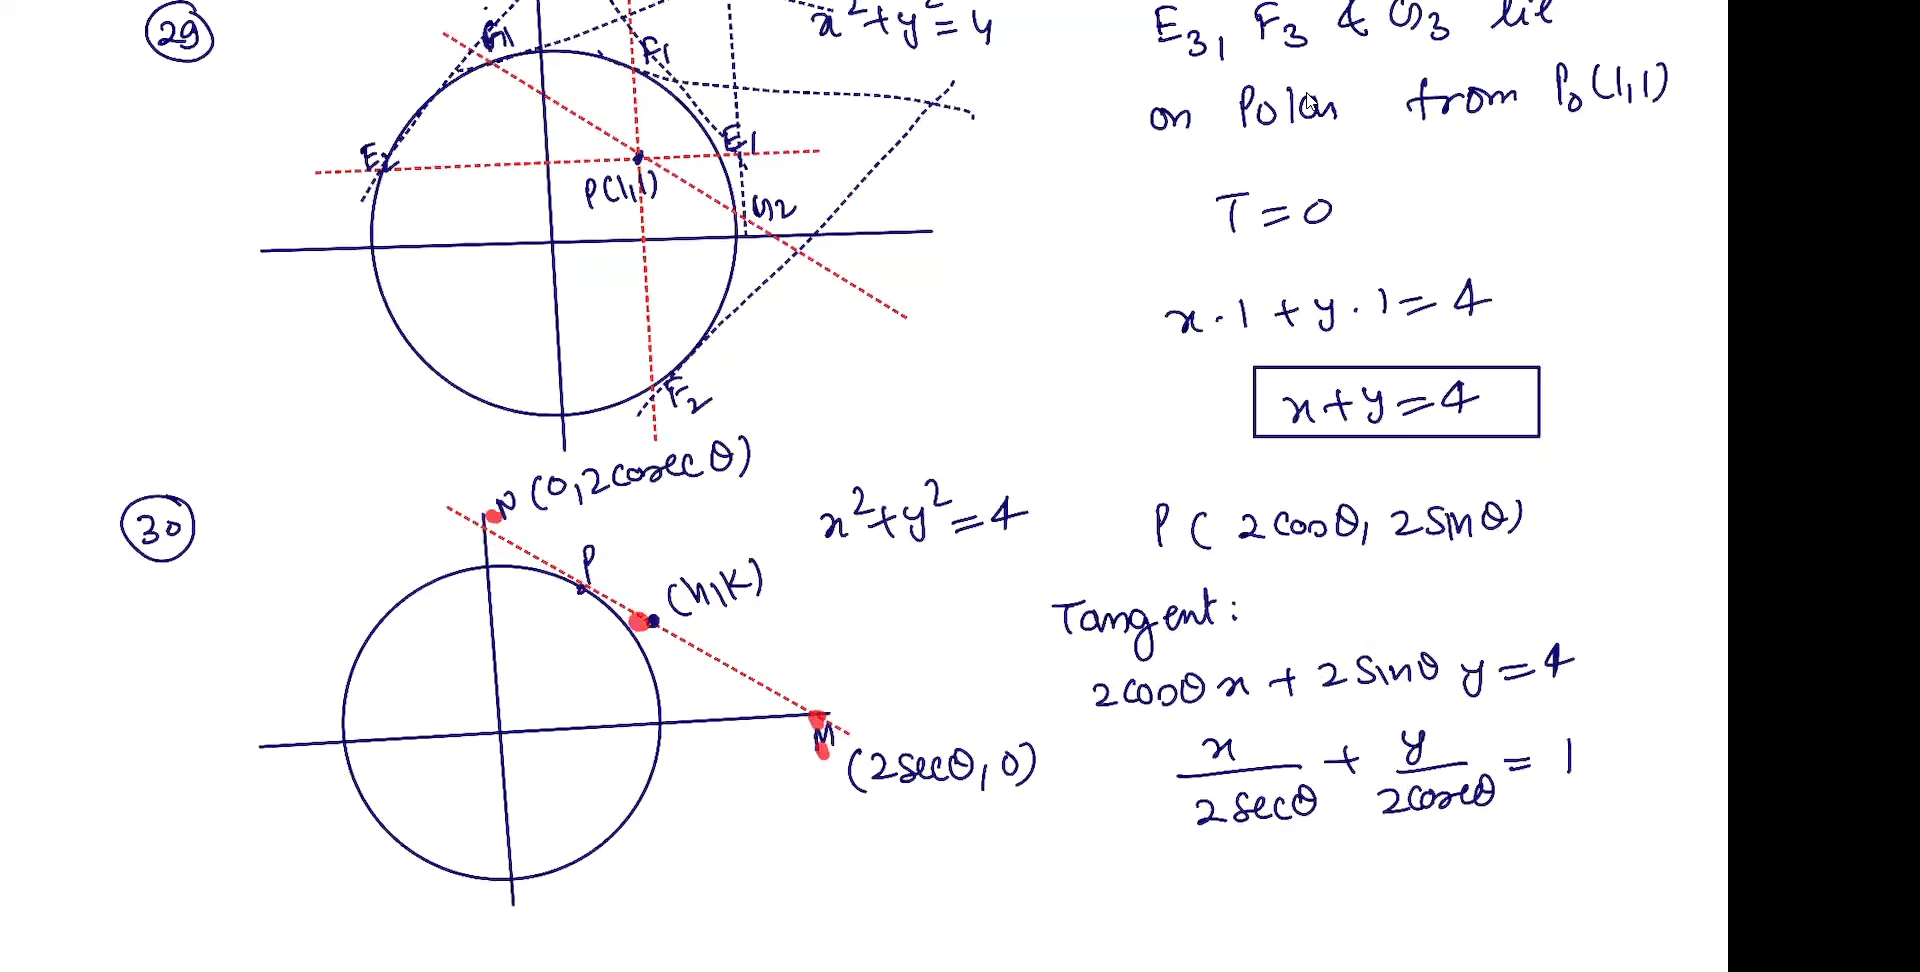 29
x²+y²=4
G1
F1
E2
E1
P(1,1)
G2
F2
E3, F3 & G3 lie
on Polar from P0(1,1)
T=0
x·1+y·1=4
x+y=4
30
N (0,2cosecθ)
x²+y²=4
P
(h,k)
M
(2secθ,0)
P(2cosθ, 2sinθ)
Tangent:
2cosθ x + 2sinθ y=4
x/2secθ + y/2cosecθ = 1